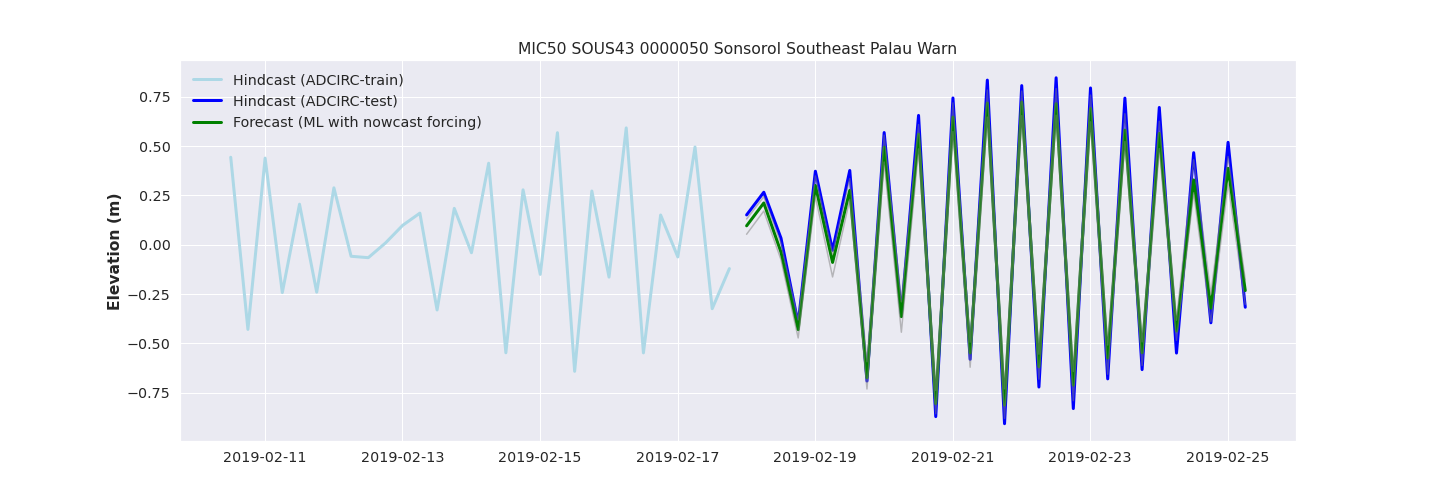 MIC50 SOUS43 0000050 Sonsorol Southeast Palau Warn
Hindcast (ADCIRC-train)
Hindcast (ADCIRC-test)
Forecast (ML with nowcast forcing)
Elevation (m)
0.75
0.50
0.25
0.00
−0.25
−0.50
−0.75
2019-02-11 2019-02-13 2019-02-15 2019-02-17 2019-02-19 2019-02-21 2019-02-23 2019-02-25